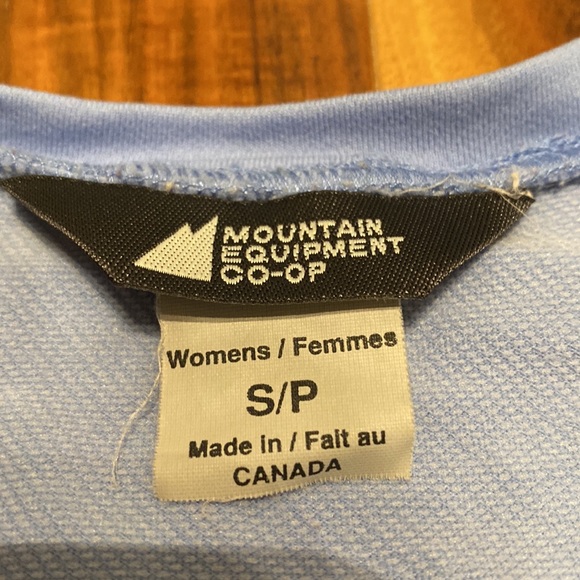 MOUNTAIN
EQUIPMENT
CO-OP
Womens / Femmes
S/P
Made in / Fait au
CANADA